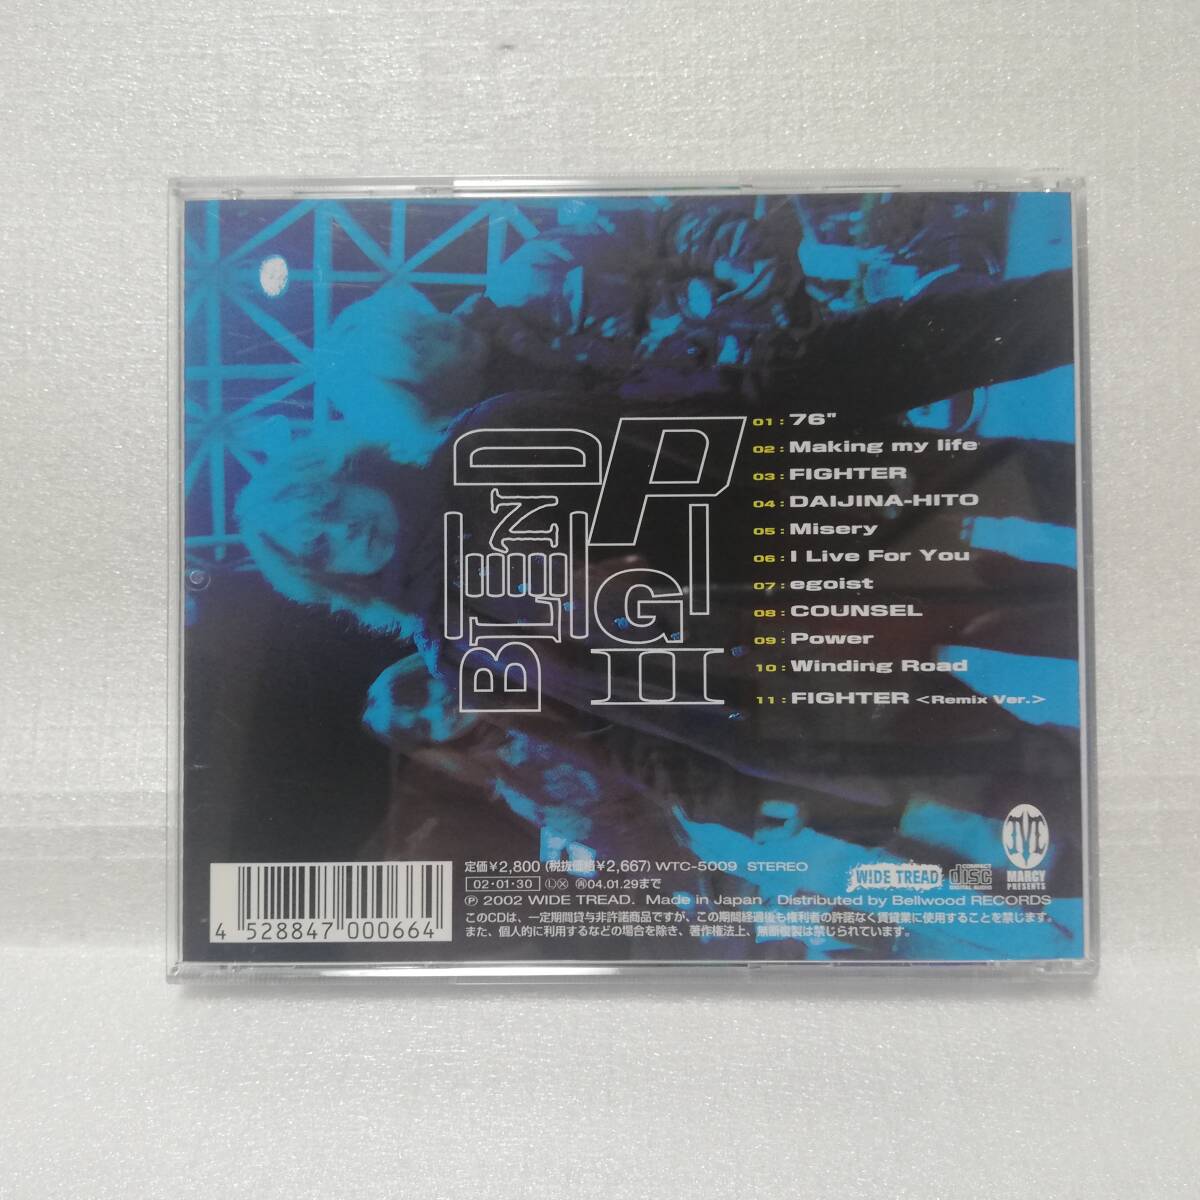 BLEND
PG II
01 : 76"
02 : Making my life
03 : FIGHTER
04 : DAIJINA-HITO
05 : Misery
06 : I Live For You
07 : egoist
08 : COUNSEL
09 : Power
10 : Winding Road
11 : FIGHTER <Remix Ver.>
定価¥2,800 (税抜価格¥2,667) WTC-5009 STEREO
02・01・30 Ⓛ Ⓧ ㊢04.01.29まで
Ⓟ 2002 WIDE TREAD. Made in Japan Distributed by Bellwood RECORDS
このCDは、一定期間貸与非許諾商品ですが、この期間経過後も権利者の許諾なく賃貸業に使用することを禁じます。
また、個人的に利用するなどの場合を除き、著作権法上、無断複製は禁じられています。
4 528847 000664
WIDE TREAD
COMPACT
disc
DIGITAL AUDIO
MARCY
PRESENTS